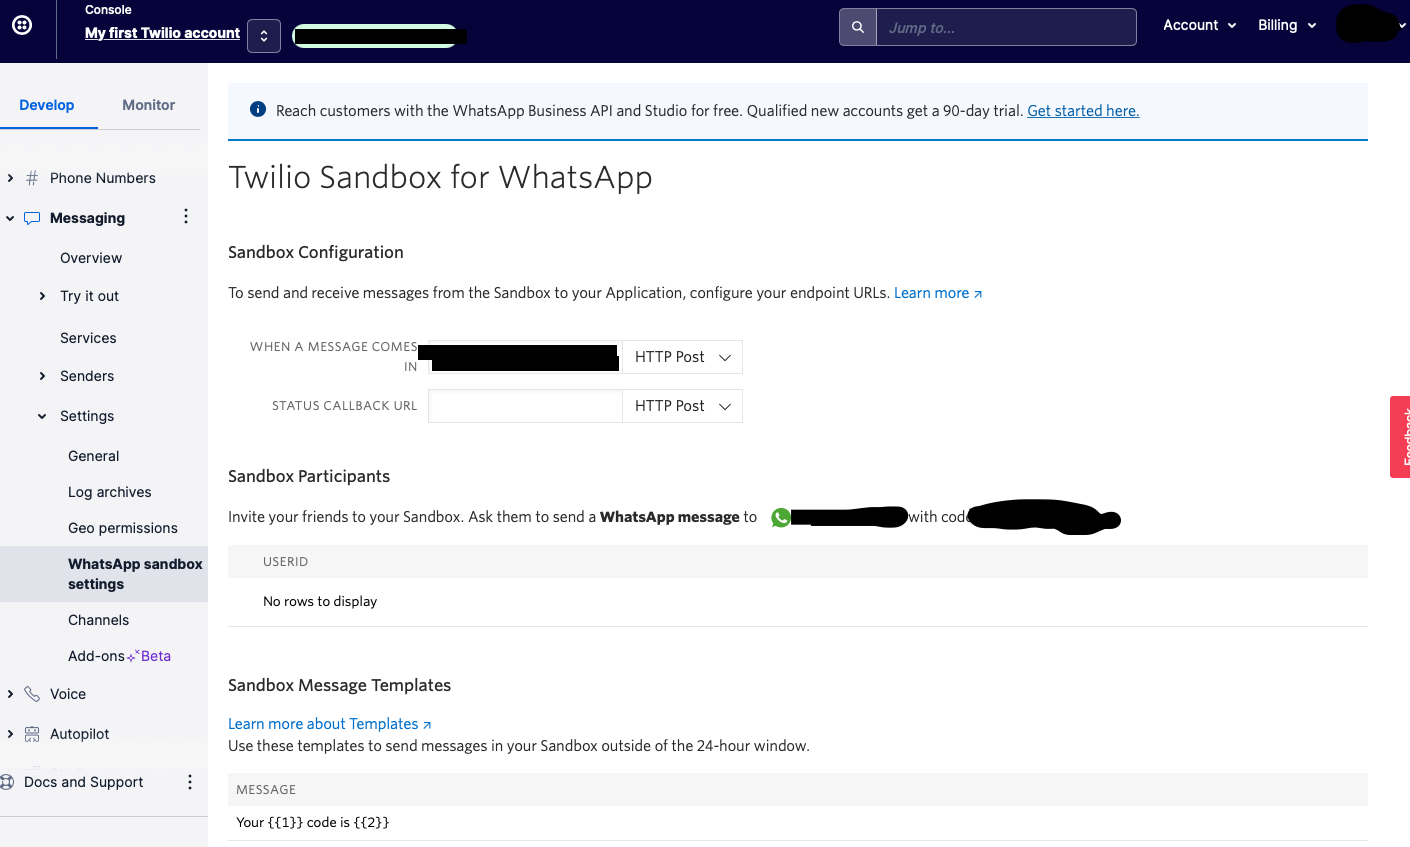 Console
My first Twilio account
Jump to...
Account
Billing
Develop
Monitor
Reach customers with the WhatsApp Business API and Studio for free. Qualified new accounts get a 90-day trial. Get started here.
Twilio Sandbox for WhatsApp
Phone Numbers
Messaging
Overview
Try it out
Services
Senders
Settings
General
Log archives
Geo permissions
WhatsApp sandbox
settings
Channels
Add-ons Beta
Voice
Autopilot
Docs and Support
Sandbox Configuration
To send and receive messages from the Sandbox to your Application, configure your endpoint URLs. Learn more
WHEN A MESSAGE COMES
IN
HTTP Post
STATUS CALLBACK URL
HTTP Post
Sandbox Participants
Invite your friends to your Sandbox. Ask them to send a WhatsApp message to with code
USERID
No rows to display
Sandbox Message Templates
Learn more about Templates
Use these templates to send messages in your Sandbox outside of the 24-hour window.
MESSAGE
Your {{1}} code is {{2}}
Feedback